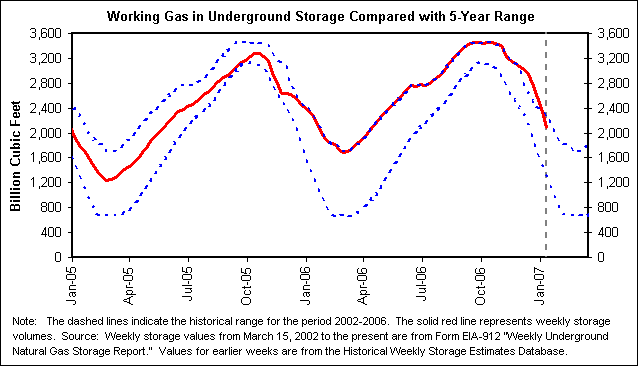 Working Gas in Underground Storage Compared with 5-Year Range
3,600 3,600
3,200 3,200
2,800 2,800
2,400 2,400
2,000 2,000
1,600 1,600
1,200 1,200
800 800
400 400
0 0
Billion Cubic Feet
Jan-05 Apr-05 Jul-05 Oct-05 Jan-06 Apr-06 Jul-06 Oct-06 Jan-07
Note: The dashed lines indicate the historical range for the period 2002-2006. The solid red line represents weekly storage
volumes. Source: Weekly storage values from March 15, 2002 to the present are from Form EIA-912 "Weekly Underground
Natural Gas Storage Report." Values for earlier weeks are from the Historical Weekly Storage Estimates Database.